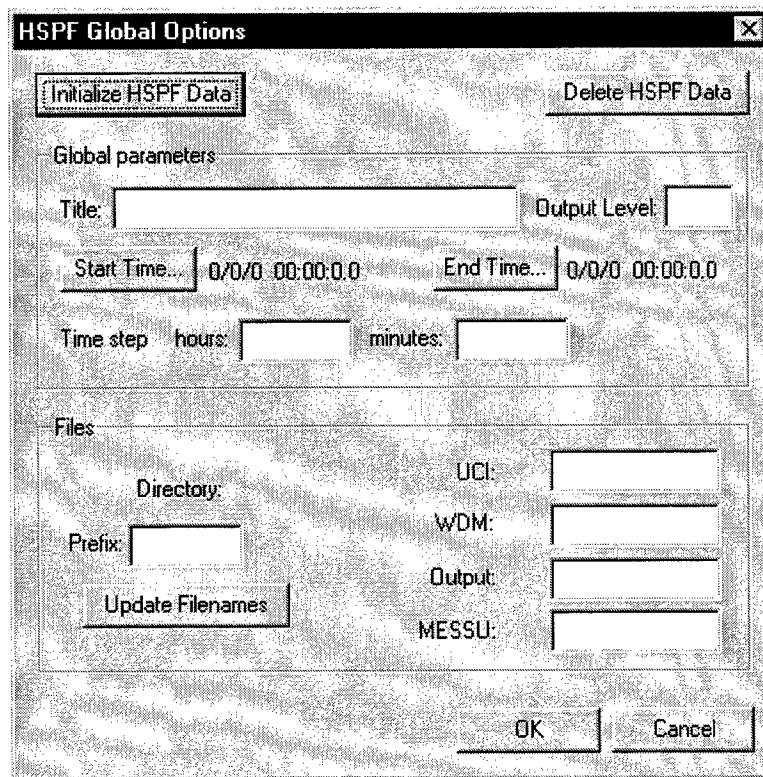 HSPF Global Options
Initialize HSPF Data
Delete HSPF Data
Global parameters
Title:
Output Level:
Start Time... 0/0/0 00:00:0.0
End Time... 0/0/0 00:00:0.0
Time step hours: minutes:
Files
Directory:
Prefix:
Update Filenames
UCI:
WDM:
Output:
MESSU:
OK
Cancel